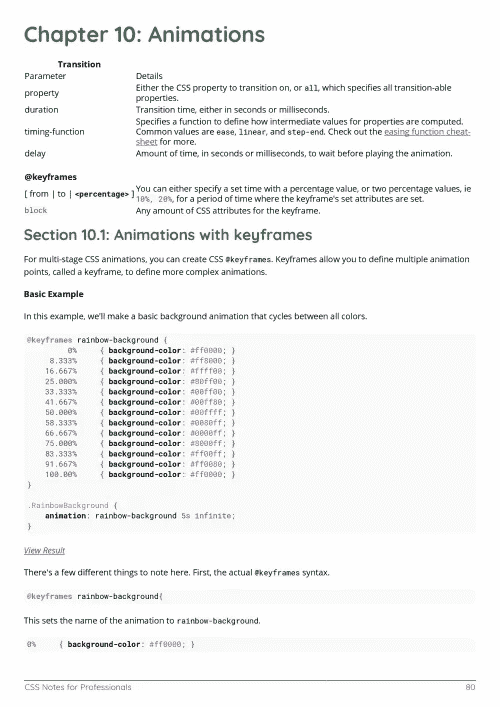 Chapter 10: Animations
Transition
Parameter Details
property Either the CSS property to transition on, or all, which specifies all transition-able
properties.
duration Transition time, either in seconds or milliseconds.
Specifies a function to define how intermediate values for properties are computed.
timing-function Common values are ease, linear, and step-end. Check out the easing function cheat-
sheet for more.
delay Amount of time, in seconds or milliseconds, to wait before playing the animation.
@keyframes
[ from | to | <percentage> ] You can either specify a set time with a percentage value, or two percentage values, ie
10%, 20%, for a period of time where the keyframe's set attributes are set.
block Any amount of CSS attributes for the keyframe.
Section 10.1: Animations with keyframes
For multi-stage CSS animations, you can create CSS @keyframes. Keyframes allow you to define multiple animation
points, called a keyframe, to define more complex animations.
Basic Example
In this example, we'll make a basic background animation that cycles between all colors.
@keyframes rainbow-background {
0% { background-color: #ff0000; }
8.333% { background-color: #ff8000; }
16.667% { background-color: #ffff00; }
25.000% { background-color: #80ff00; }
33.333% { background-color: #00ff00; }
41.667% { background-color: #00ff80; }
50.000% { background-color: #00ffff; }
58.333% { background-color: #0080ff; }
66.667% { background-color: #0000ff; }
75.000% { background-color: #8000ff; }
83.333% { background-color: #ff00ff; }
91.667% { background-color: #ff0080; }
100.00% { background-color: #ff0000; }
}
.RainbowBackground {
animation: rainbow-background 5s infinite;
}
View Result
There's a few different things to note here. First, the actual @keyframes syntax.
@keyframes rainbow-background{
This sets the name of the animation to rainbow-background.
0% { background-color: #ff0000; }
CSS Notes for Professionals 80